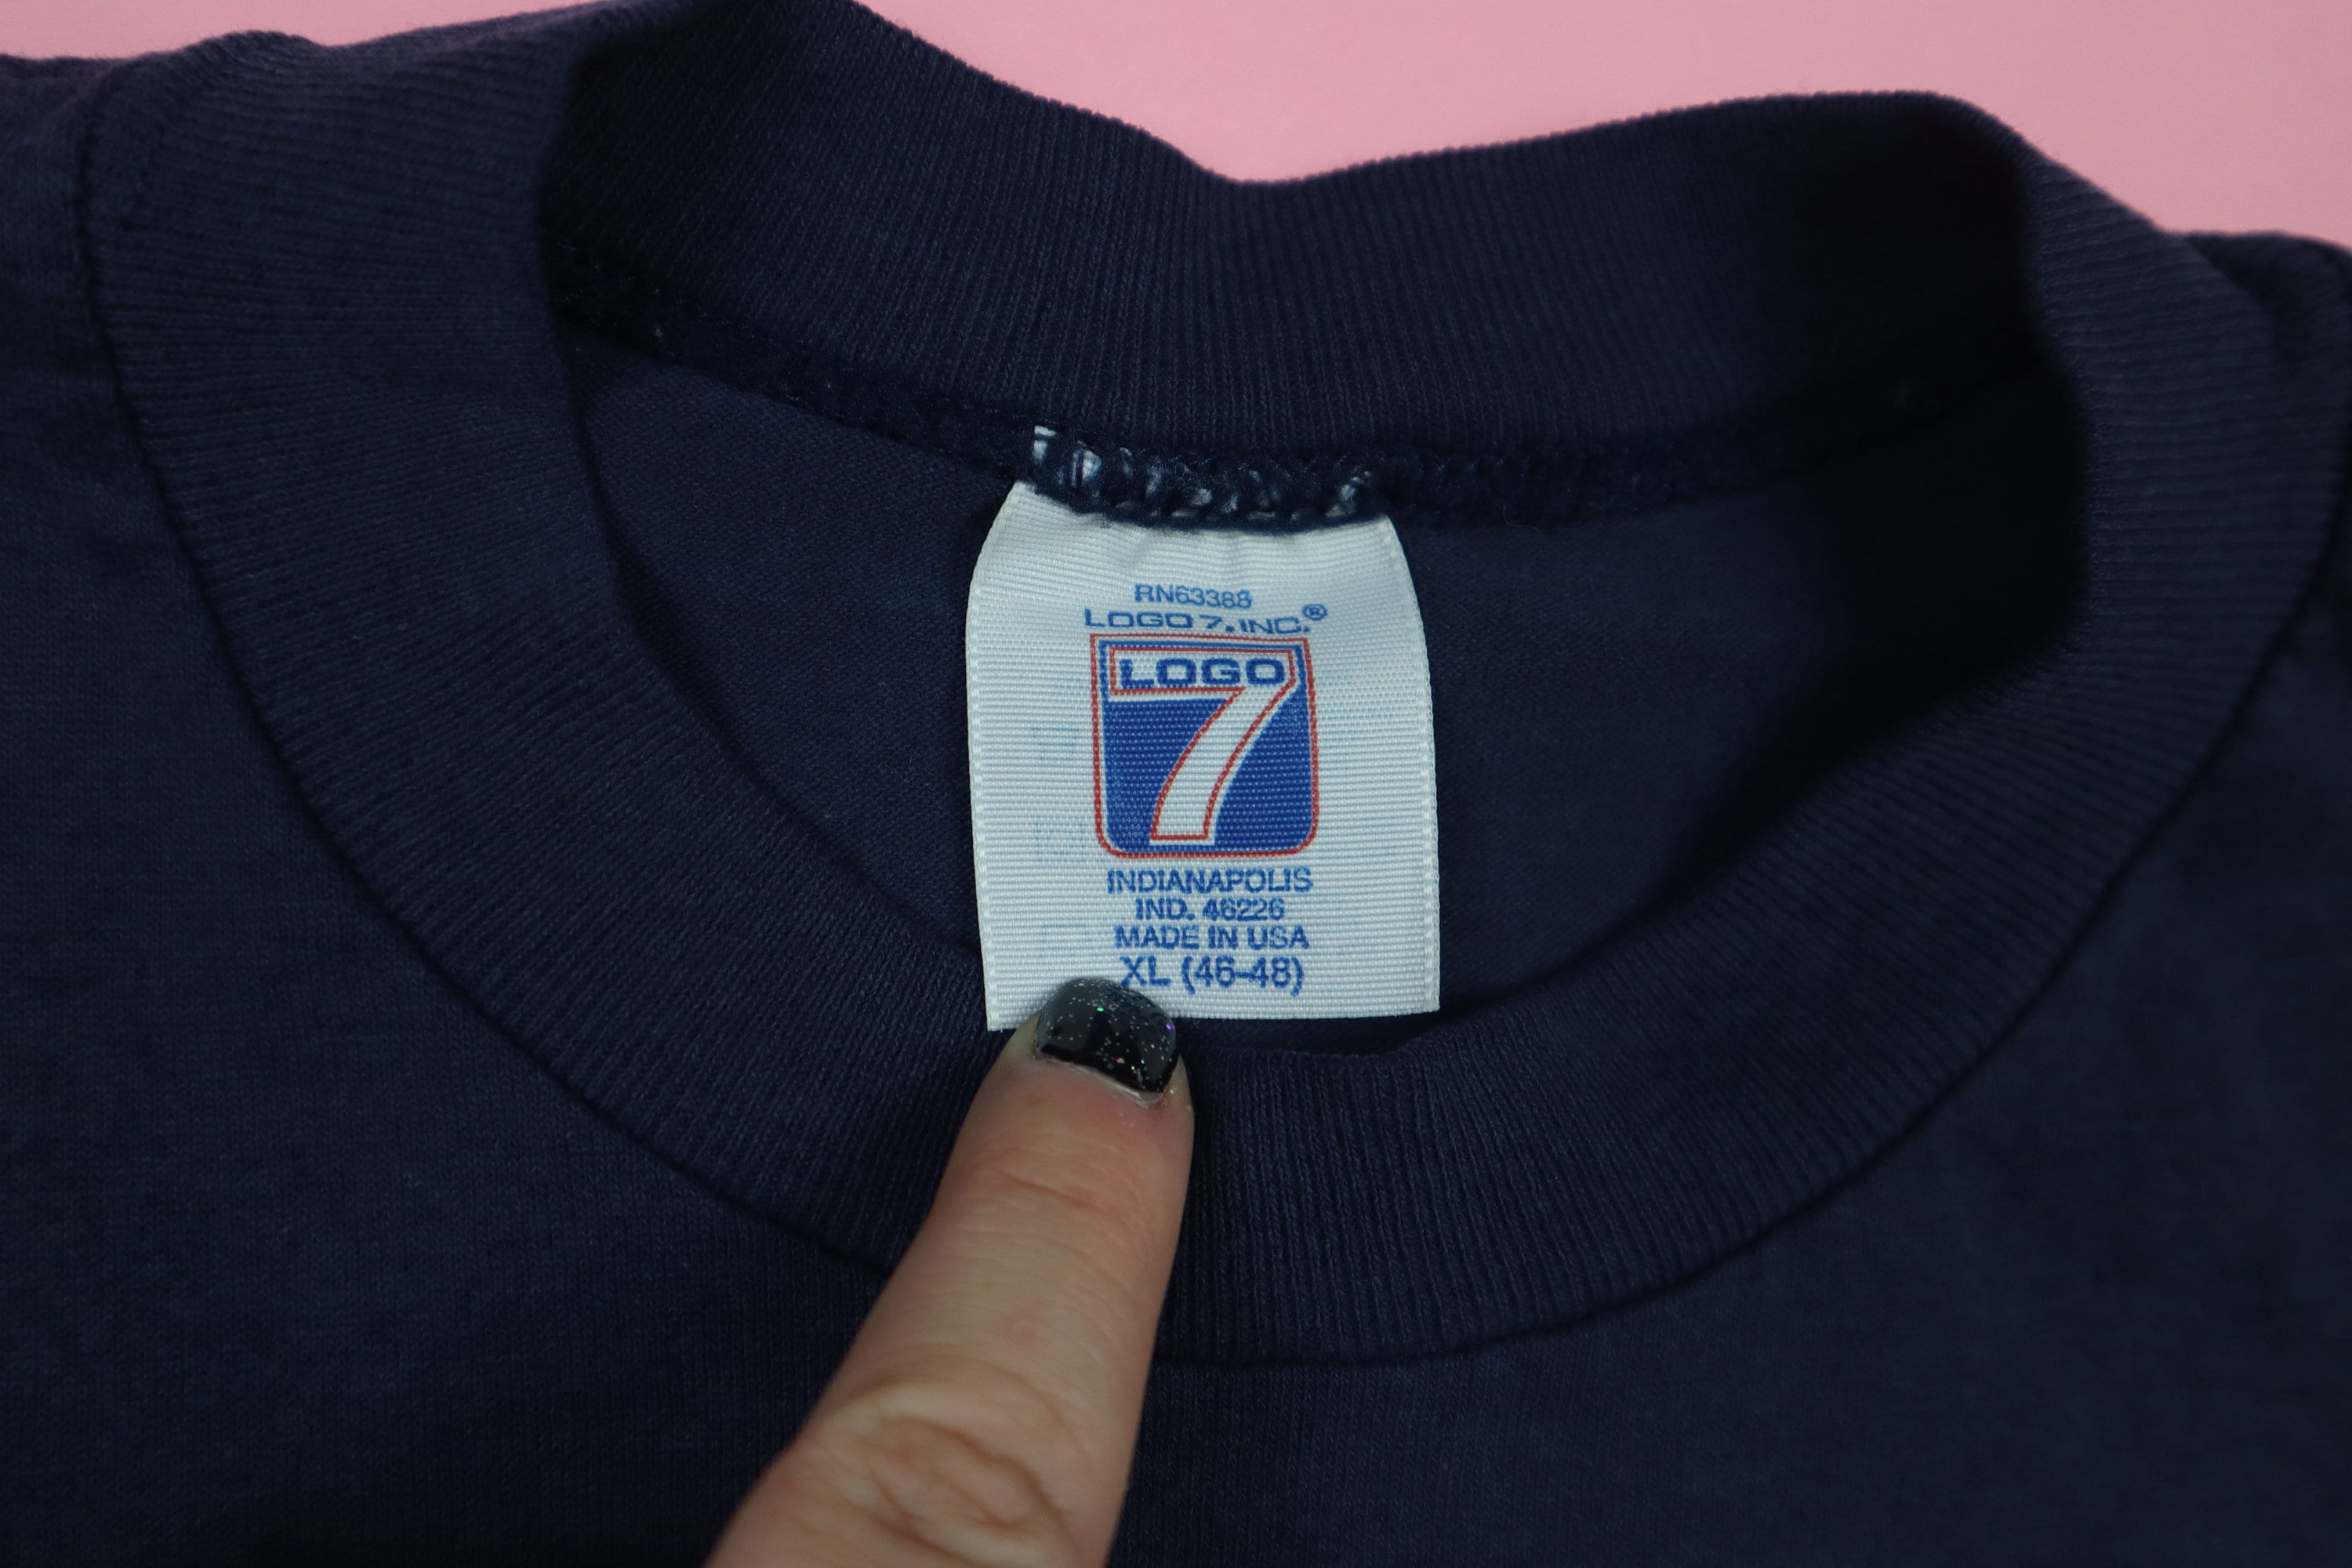 RN63388
LOGO 7, INC.®
LOGO
7
INDIANAPOLIS
IND. 46226
MADE IN USA
XL (46-48)